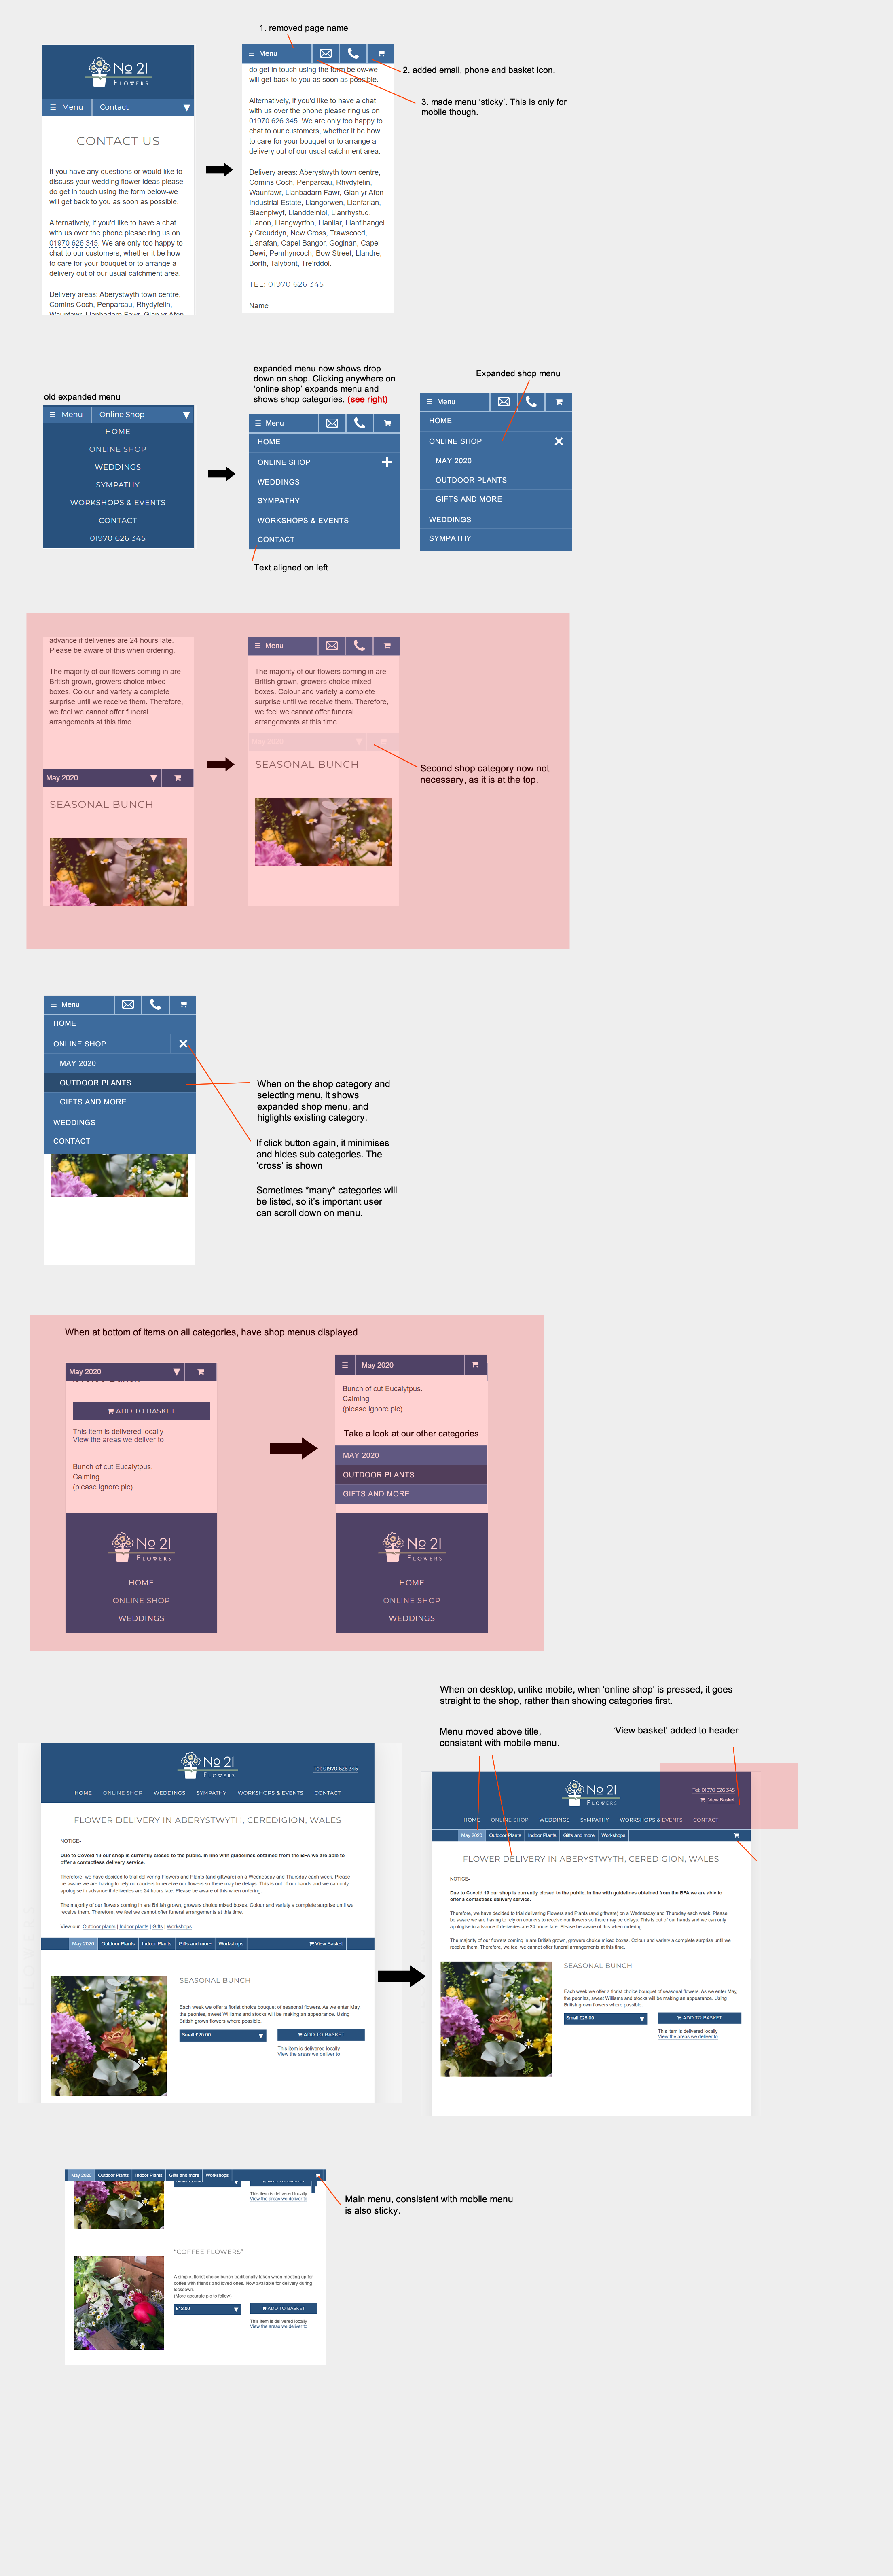 1. removed page name
No 21
FLOWERS
☰ Menu
Contact
☰ Menu
2. added email, phone and basket icon.
3. made menu ‘sticky’. This is only for
mobile though.
CONTACT US
If you have any questions or would like to
discuss your wedding flower ideas please
do get in touch using the form below-we
will get back to you as soon as possible.
Alternatively, if you'd like to have a chat
with us over the phone please ring us on
01970 626 345. We are only too happy to
chat to our customers, whether it be how
to care for your bouquet or to arrange a
delivery out of our usual catchment area.
Delivery areas: Aberystwyth town centre,
Comins Coch, Penparcau, Rhydyfelin,
Waunfawr, Llanbadarn Fawr, Glan yr Afon
do get in touch using the form below-we
will get back to you as soon as possible.
Alternatively, if you'd like to have a chat
with us over the phone please ring us on
01970 626 345. We are only too happy to
chat to our customers, whether it be how
to care for your bouquet or to arrange a
delivery out of our usual catchment area.
Delivery areas: Aberystwyth town centre,
Comins Coch, Penparcau, Rhydyfelin,
Waunfawr, Llanbadarn Fawr, Glan yr Afon
Industrial Estate, Llangorwen, Llanfarian,
Blaenplwyf, Llanddeiniol, Llanrhystud,
Llanon, Llangwyrfon, Llanilar, Llanfihangel
y Creuddyn, New Cross, Trawscoed,
Llanafan, Capel Bangor, Goginan, Capel
Dewi, Penrhyncoch, Bow Street, Llandre,
Borth, Talybont, Tre'rddol.
TEL: 01970 626 345
Name
old expanded menu
☰ Menu
Online Shop
HOME
ONLINE SHOP
WEDDINGS
SYMPATHY
WORKSHOPS & EVENTS
CONTACT
01970 626 345
expanded menu now shows drop
down on shop. Clicking anywhere on
‘online shop’ expands menu and
shows shop categories, (see right)
☰ Menu
HOME
ONLINE SHOP
WEDDINGS
SYMPATHY
WORKSHOPS & EVENTS
CONTACT
Text aligned on left
Expanded shop menu
☰ Menu
HOME
ONLINE SHOP
MAY 2020
OUTDOOR PLANTS
GIFTS AND MORE
WEDDINGS
SYMPATHY
advance if deliveries are 24 hours late.
Please be aware of this when ordering.
The majority of our flowers coming in are
British grown, growers choice mixed
boxes. Colour and variety a complete
surprise until we receive them. Therefore,
we feel we cannot offer funeral
arrangements at this time.
May 2020
SEASONAL BUNCH
☰ Menu
The majority of our flowers coming in are
British grown, growers choice mixed
boxes. Colour and variety a complete
surprise until we receive them. Therefore,
we feel we cannot offer funeral
arrangements at this time.
May 2020
SEASONAL BUNCH
Second shop category now not
necessary, as it is at the top.
☰ Menu
HOME
ONLINE SHOP
MAY 2020
OUTDOOR PLANTS
GIFTS AND MORE
WEDDINGS
CONTACT
When on the shop category and
selecting menu, it shows
expanded shop menu, and
higlights existing category.
If click button again, it minimises
and hides sub categories. The
‘cross’ is shown
Sometimes *many* categories will
be listed, so it’s important user
can scroll down on menu.
When at bottom of items on all categories, have shop menus displayed
May 2020
ADD TO BASKET
This item is delivered locally
View the areas we deliver to
Bunch of cut Eucalytpus.
Calming
(please ignore pic)
No 21
FLOWERS
HOME
ONLINE SHOP
WEDDINGS
☰ May 2020
Bunch of cut Eucalytpus.
Calming
(please ignore pic)
Take a look at our other categories
MAY 2020
OUTDOOR PLANTS
GIFTS AND MORE
No 21
FLOWERS
HOME
ONLINE SHOP
WEDDINGS
When on desktop, unlike mobile, when ‘online shop’ is pressed, it goes
straight to the shop, rather than showing categories first.
Menu moved above title,
consistent with mobile menu.
‘View basket’ added to header
No 21
FLOWERS
Tel: 01970 626 345
HOME ONLINE SHOP WEDDINGS SYMPATHY WORKSHOPS & EVENTS CONTACT
FLOWER DELIVERY IN ABERYSTWYTH, CEREDIGION, WALES
NOTICE-
Due to Covoid 19 our shop is currently closed to the public. In line with guidelines obtained from the BFA we are able to
offer a contactless delivery service.
Therefore, we have decided to trial delivering Flowers and Plants (and giftware) on a Wednesday and Thursday each week. Please
be aware we are having to rely on couriers to receive our flowers so there may be delays. This is out of our hands and we can only
apologise in advance if deliveries are 24 hours late. Please be aware of this when ordering.
The majority of our flowers coming in are British grown, growers choice mixed boxes. Colour and variety a complete surprise until we
receive them. Therefore, we feel we cannot offer funeral arrangements at this time.
View our: Outdoor plants | Indoor plants | Gifts | Workshops
May 2020 Outdoor Plants Indoor Plants Gifts and more Workshops View Basket
SEASONAL BUNCH
Each week we offer a florist choice bouquet of seasonal flowers. As we enter May,
the peonies, sweet Williams and stocks will be making an appearance. Using
British grown flowers where possible.
Small £25.00
ADD TO BASKET
This item is delivered locally
View the areas we deliver to
No 21
FLOWERS
Tel: 01970 626 345
View Basket
HOME ONLINE SHOP WEDDINGS SYMPATHY WORKSHOPS & EVENTS CONTACT
May 2020 Outdoor Plants Indoor Plants Gifts and more Workshops
FLOWER DELIVERY IN ABERYSTWYTH, CEREDIGION, WALES
NOTICE-
Due to Covoid 19 our shop is currently closed to the public. In line with guidelines obtained from the BFA we are able to
offer a contactless delivery service.
Therefore, we have decided to trial delivering Flowers and Plants (and giftware) on a Wednesday and Thursday each week. Please
be aware we are having to rely on couriers to receive our flowers so there may be delays. This is out of our hands and we can only
apologise in advance if deliveries are 24 hours late. Please be aware of this when ordering.
The majority of our flowers coming in are British grown, growers choice mixed boxes. Colour and variety a complete surprise until we
receive them. Therefore, we feel we cannot offer funeral arrangements at this time.
SEASONAL BUNCH
Each week we offer a florist choice bouquet of seasonal flowers. As we enter May,
the peonies, sweet Williams and stocks will be making an appearance. Using
British grown flowers where possible.
Small £25.00
ADD TO BASKET
This item is delivered locally
View the areas we deliver to
May 2020 Outdoor Plants Indoor Plants Gifts and more Workshops
This item is delivered locally
View the areas we deliver to
Main menu, consistent with mobile menu
is also sticky.
“COFFEE FLOWERS”
A simple, florist choice bunch traditionally taken when meeting up for
coffee with friends and loved ones. Now available for delivery during
lockdown.
(More accurate pic to follow)
£12.00
ADD TO BASKET
This item is delivered locally
View the areas we deliver to